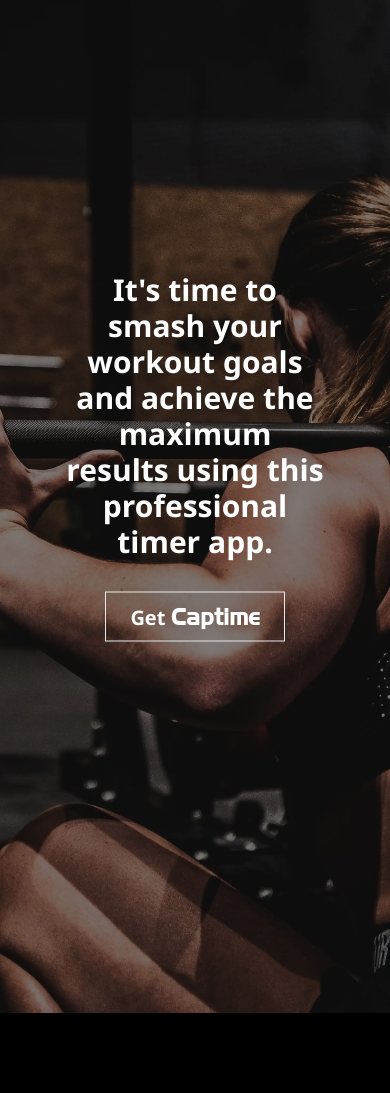 It's time to
smash your
workout goals
and achieve the
maximum
results using this
professional
timer app.
Get Captime